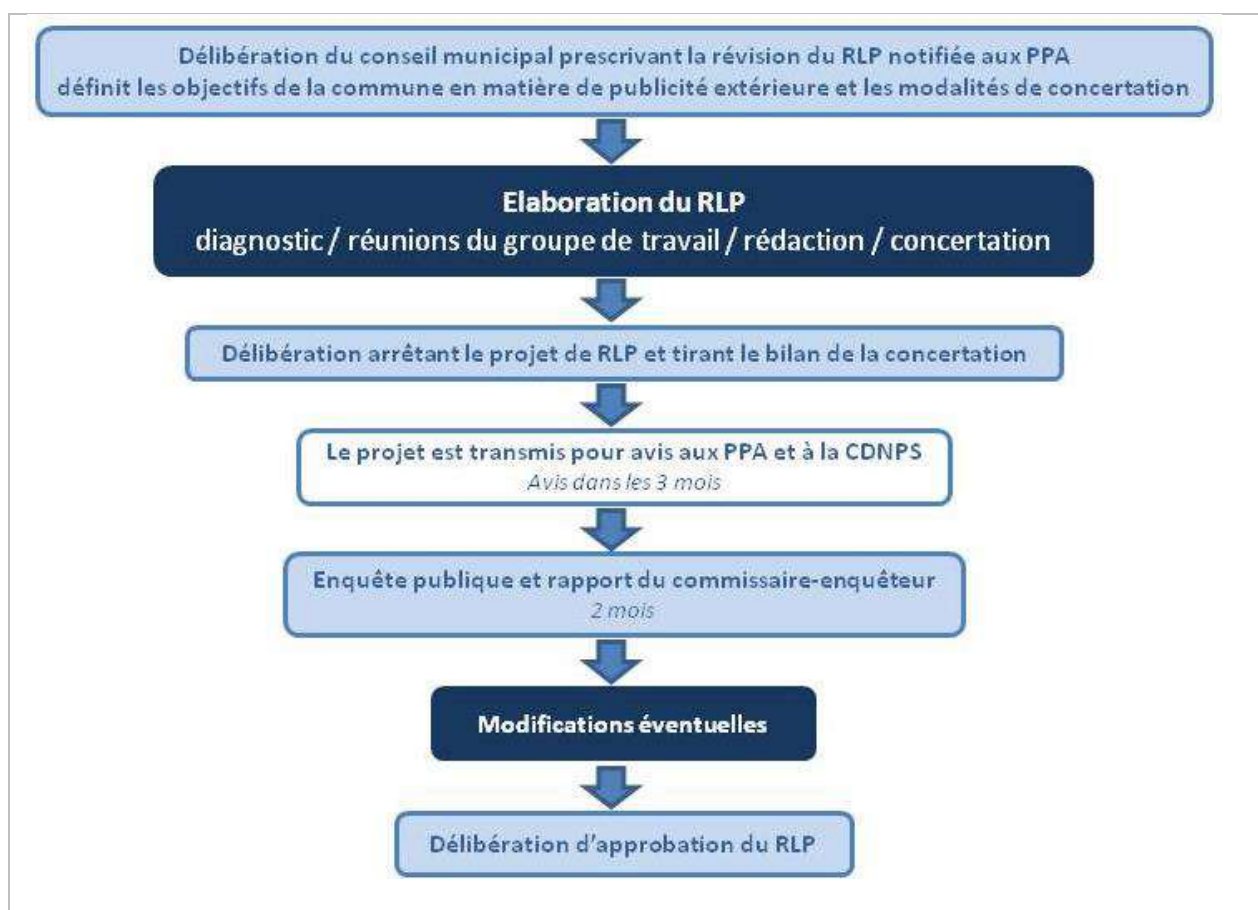 Délibération du conseil municipal prescrivant la révision du RLP notifiée aux PPA
définit les objectifs de la commune en matière de publicité extérieure et les modalités de concertation
Elaboration du RLP
diagnostic / réunions du groupe de travail / rédaction / concertation
Délibération arrêtant le projet de RLP et tirant le bilan de la concertation
Le projet est transmis pour avis aux PPA et à la CDNPS
Avis dans les 3 mois
Enquête publique et rapport du commissaire-enquêteur
2 mois
Modifications éventuelles
Délibération d'approbation du RLP